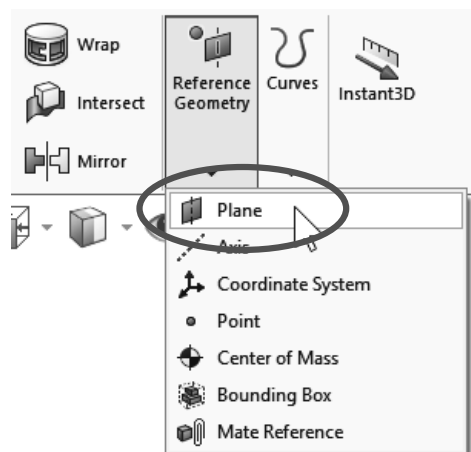 Wrap
Intersect
Mirror
Reference
Geometry
Curves
Instant3D
Plane
Axis
Coordinate System
Point
Center of Mass
Bounding Box
Mate Reference